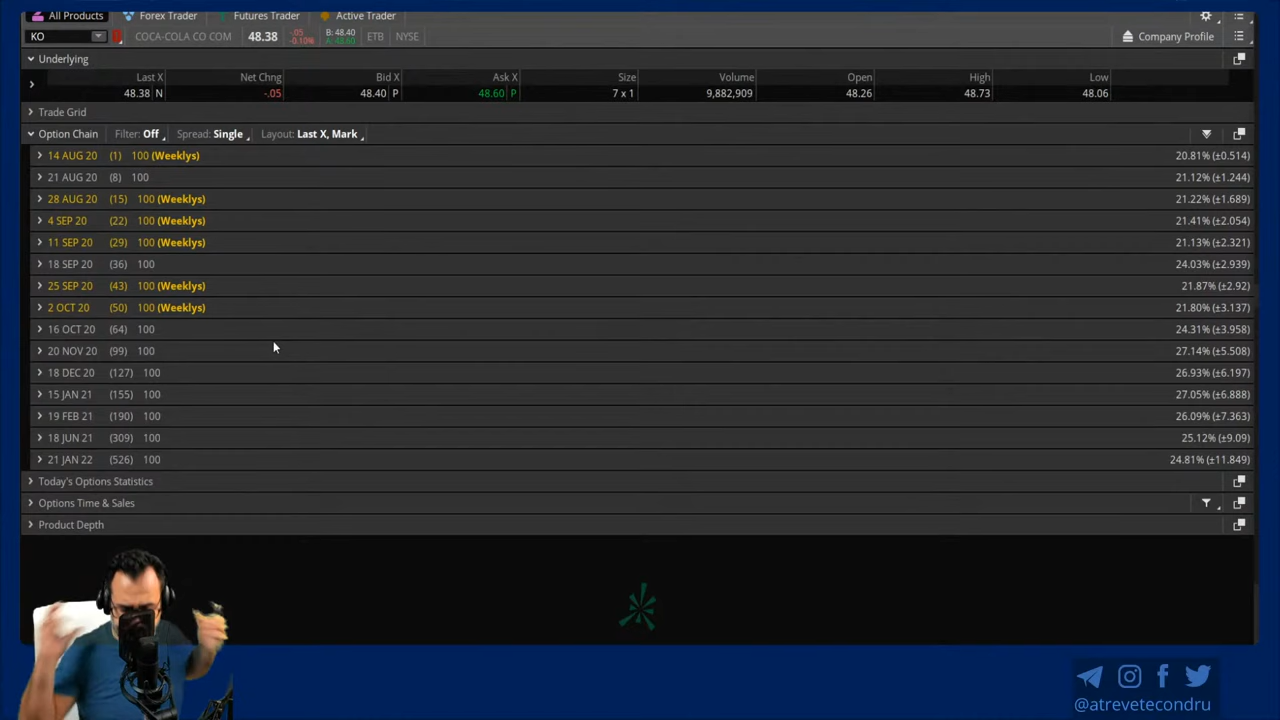 All Products Forex Trader Futures Trader Active Trader
KO COCA-COLA CO COM 48.38 -.05 -0.10% B: 48.40 A: 48.60 ETB NYSE Company Profile
Underlying
Last X Net Chng Bid X Ask X Size Volume Open High Low
48.38 N -.05 48.40 P 48.60 P 7 x 1 9,882,909 48.26 48.73 48.06
Trade Grid
Option Chain Filter: Off Spread: Single Layout: Last X, Mark
14 AUG 20 (1) 100 (Weeklys) 20.81% (±0.514)
21 AUG 20 (8) 100 21.12% (±1.244)
28 AUG 20 (15) 100 (Weeklys) 21.22% (±1.689)
4 SEP 20 (22) 100 (Weeklys) 21.41% (±2.054)
11 SEP 20 (29) 100 (Weeklys) 21.13% (±2.321)
18 SEP 20 (36) 100 24.03% (±2.939)
25 SEP 20 (43) 100 (Weeklys) 21.87% (±2.92)
2 OCT 20 (50) 100 (Weeklys) 21.80% (±3.137)
16 OCT 20 (64) 100 24.31% (±3.958)
20 NOV 20 (99) 100 27.14% (±5.508)
18 DEC 20 (127) 100 26.93% (±6.197)
15 JAN 21 (155) 100 27.05% (±6.888)
19 FEB 21 (190) 100 26.09% (±7.363)
18 JUN 21 (309) 100 25.12% (±9.09)
21 JAN 22 (526) 100 24.81% (±11.849)
Today's Options Statistics
Options Time & Sales
Product Depth
@atrevetecondru